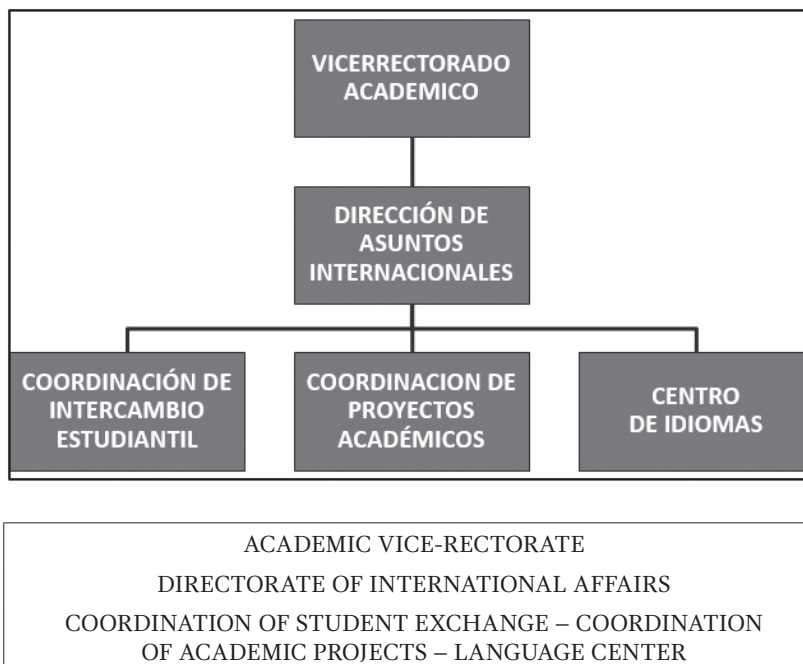 VICERRECTORADO
ACADEMICO
DIRECCIÓN DE
ASUNTOS
INTERNACIONALES
COORDINACIÓN DE
INTERCAMBIO
ESTUDIANTIL
COORDINACION DE
PROYECTOS
ACADÉMICOS
CENTRO
DE IDIOMAS
ACADEMIC VICE-RECTORATE
DIRECTORATE OF INTERNATIONAL AFFAIRS
COORDINATION OF STUDENT EXCHANGE – COORDINATION
OF ACADEMIC PROJECTS – LANGUAGE CENTER